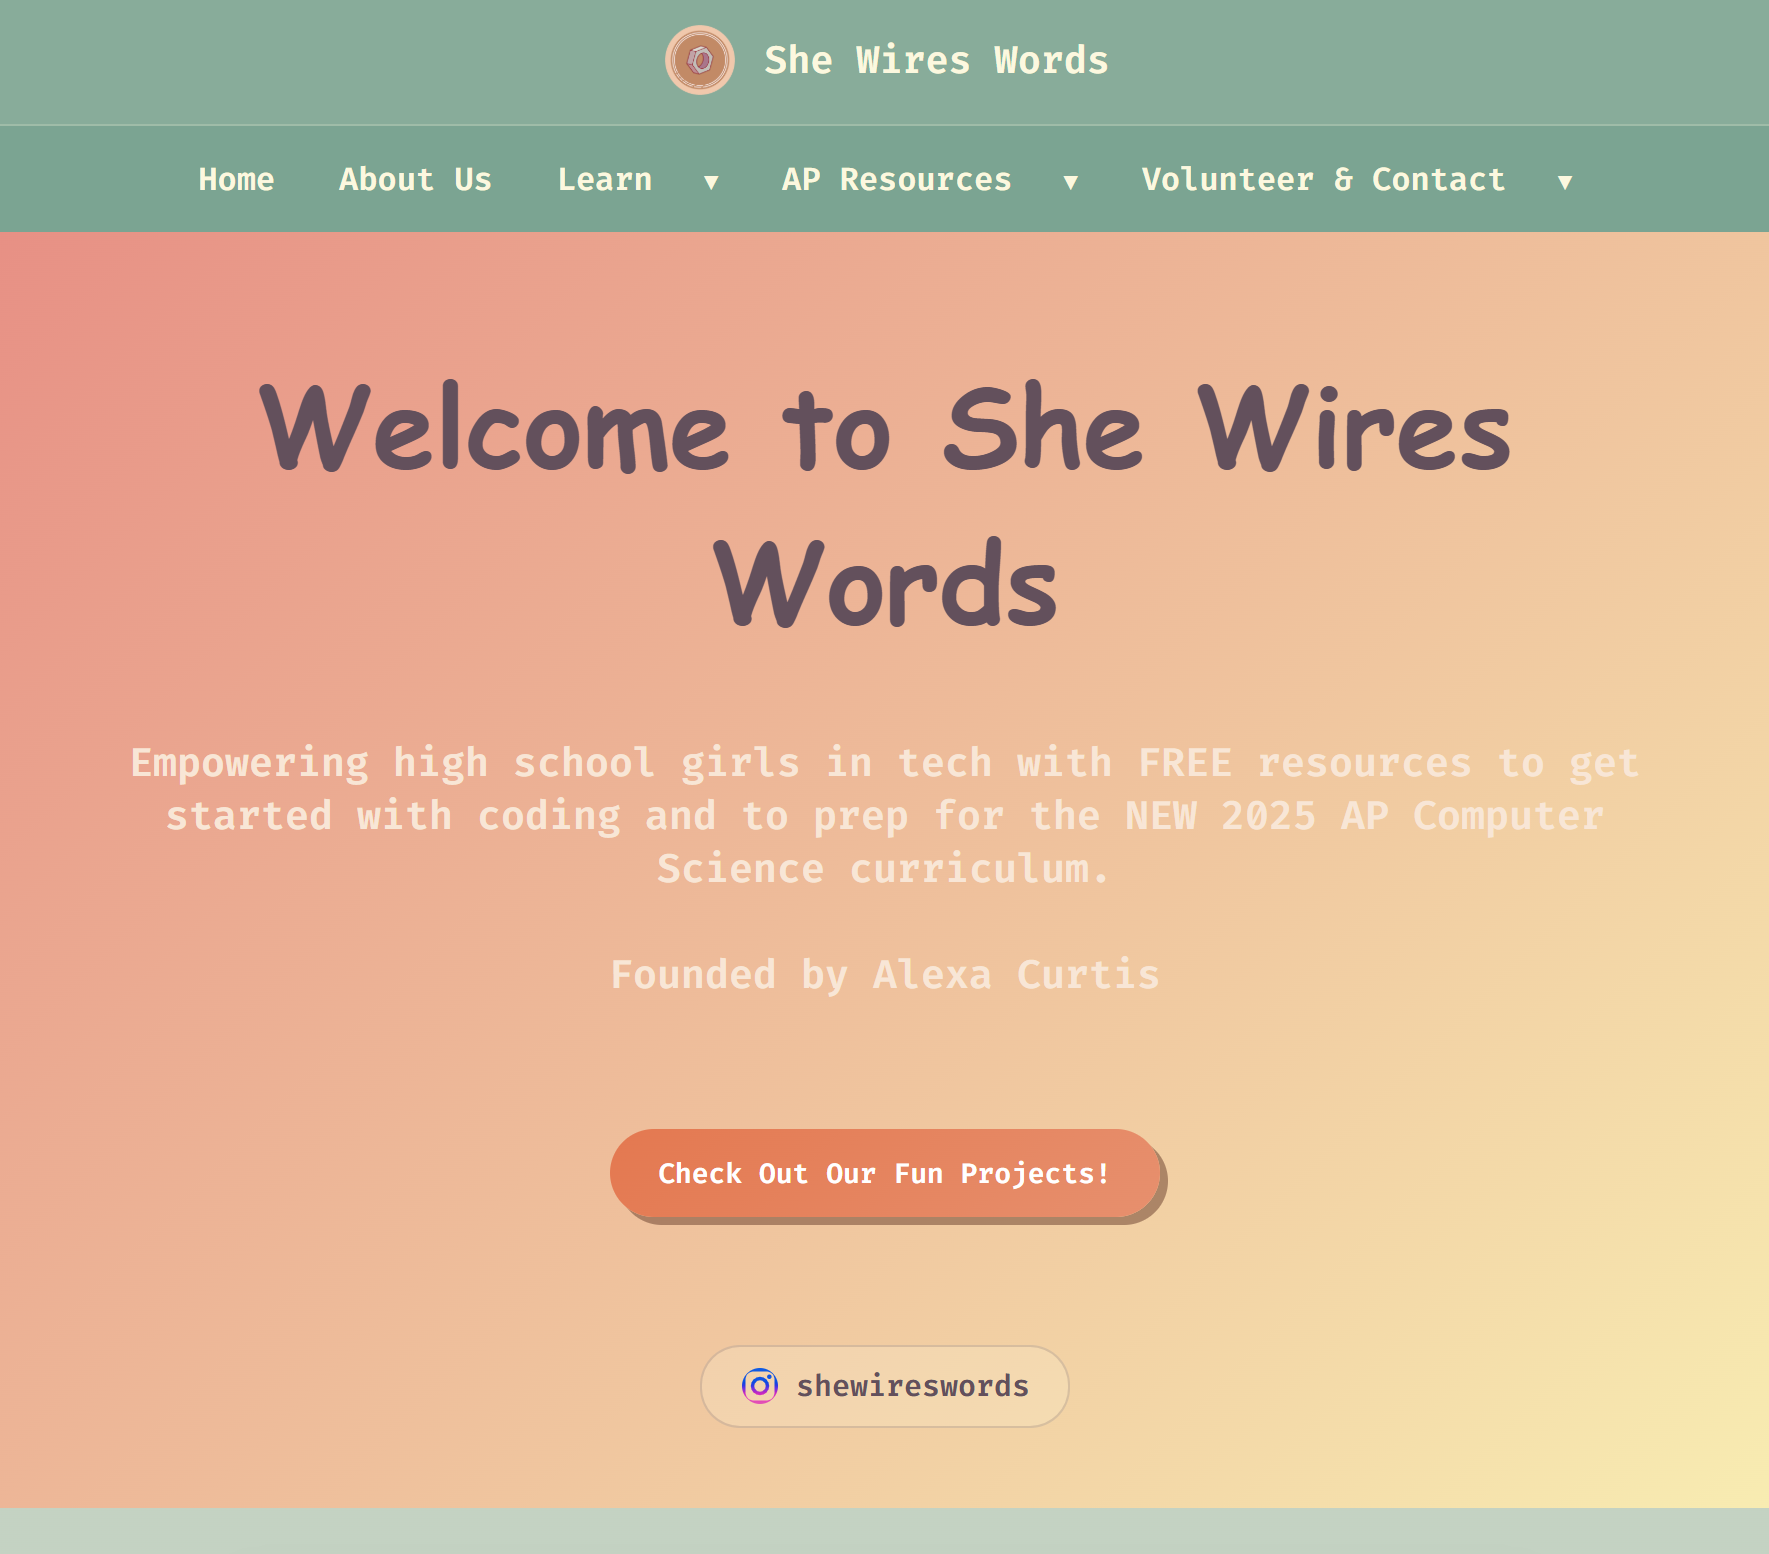 She Wires Words
Home About Us Learn ▼ AP Resources ▼ Volunteer & Contact ▼
Welcome to She Wires
Words
Empowering high school girls in tech with FREE resources to get
started with coding and to prep for the NEW 2025 AP Computer
Science curriculum.
Founded by Alexa Curtis
Check Out Our Fun Projects!
shewireswords